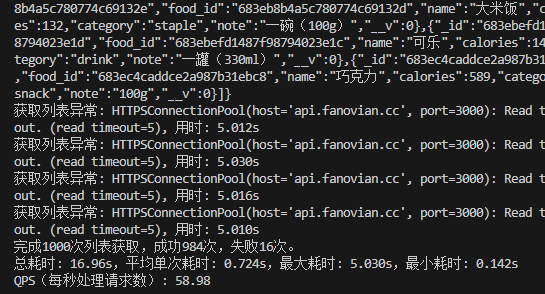 8b4a5c780774c69132e","food_id":"683eb8b4a5c780774c69132d","name":"大米饭","
es":132,"category":"staple","note":"一碗（100g）","__v":0},{"_id":"683ebefd1
8794023e1d","food_id":"683ebefd1487f98794023e1c","name":"可乐","calories":14
tegory":"drink","note":"一罐（330ml）","__v":0},{"_id":"683ec4caddce2a987b31
,"food_id":"683ec4caddce2a987b31ebc8","name":"巧克力","calories":589,"catego
snack","note":"100g","__v":0}]}
获取列表异常: HTTPSConnectionPool(host='api.fanovian.cc', port=3000): Read t
out. (read timeout=5), 用时: 5.012s
获取列表异常: HTTPSConnectionPool(host='api.fanovian.cc', port=3000): Read t
out. (read timeout=5), 用时: 5.030s
获取列表异常: HTTPSConnectionPool(host='api.fanovian.cc', port=3000): Read t
out. (read timeout=5), 用时: 5.016s
获取列表异常: HTTPSConnectionPool(host='api.fanovian.cc', port=3000): Read t
out. (read timeout=5), 用时: 5.010s
完成1000次列表获取，成功984次，失败16次。
总耗时: 16.96s，平均单次耗时: 0.724s，最大耗时: 5.030s，最小耗时: 0.142s
QPS（每秒处理请求数）: 58.98